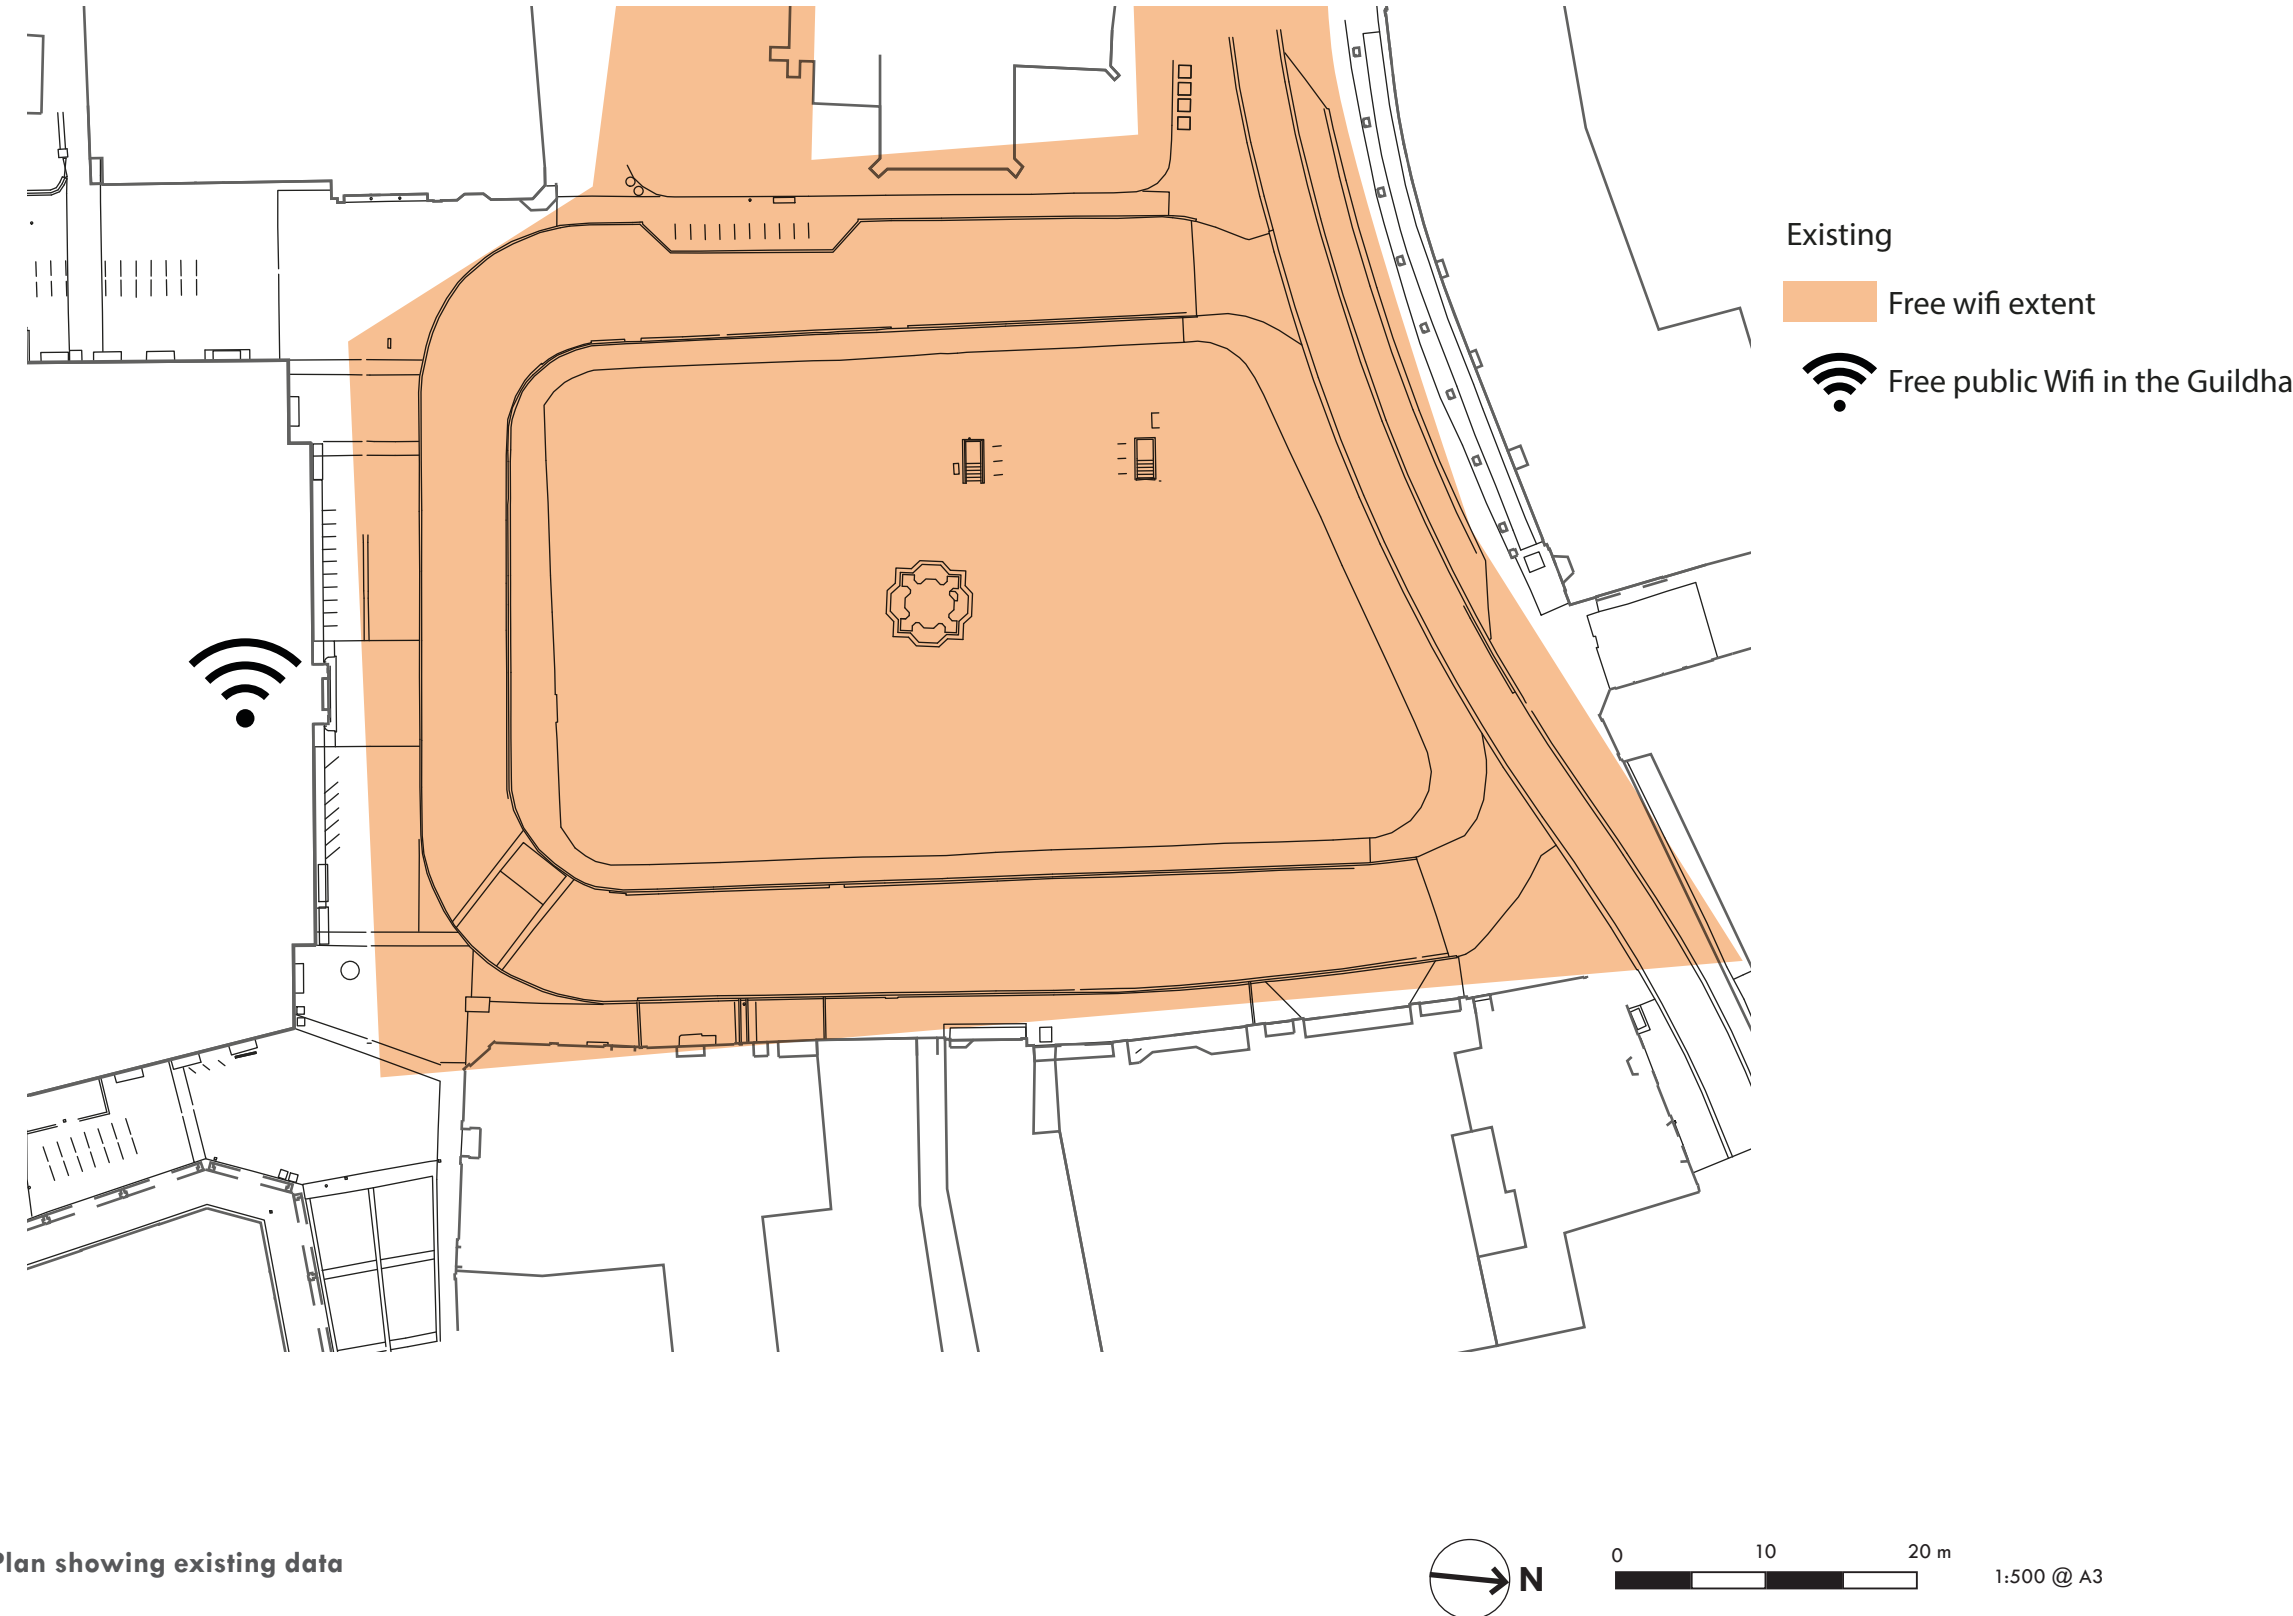 Existing
Free wifi extent
Free public Wifi in the Guildha
Plan showing existing data
N
0 10 20 m
1:500 @ A3